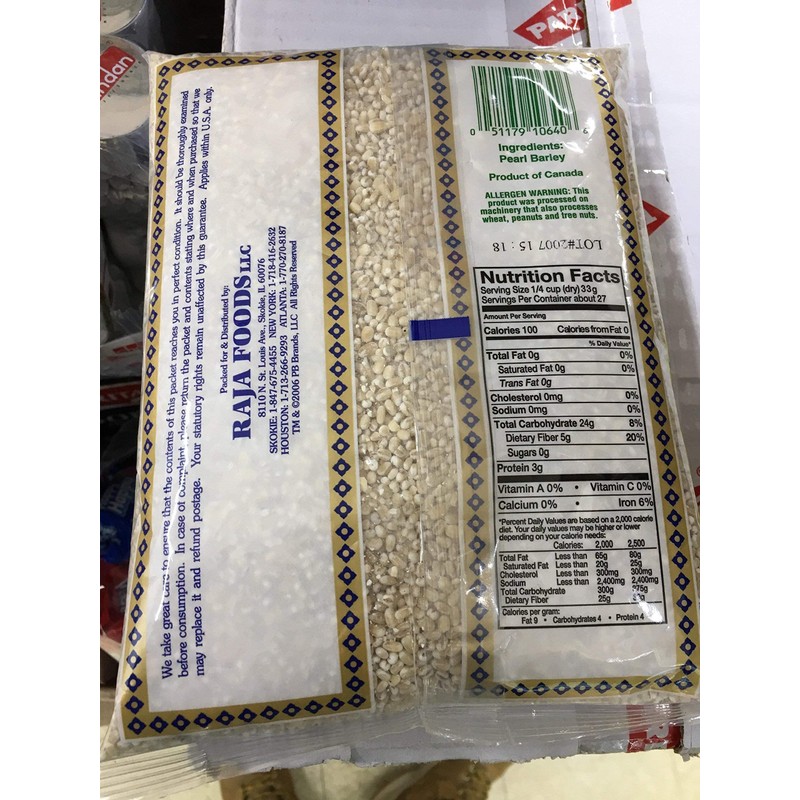 We take great care to ensure that the contents of this packet reaches you in perfect condition. It should be thoroughly examined
before consumption. In case of complaint, please return the packet and contents stating where and when purchased so that we
may replace it and refund postage. Your statutory rights remain unaffected by this guarantee. Applies within U.S.A. only.
Packed for & Distributed by:
RAJA FOODS LLC
8110 N. St. Louis Ave., Skokie, IL 60076
SKOKIE: 1-847-675-4455 NEW YORK: 1-718-416-2632
HOUSTON: 1-713-266-9293 ATLANTA: 1-770-270-8187
TM & ©2006 PB Brands, LLC All Rights Reserved
0 51179 10640 6
Ingredients:
Pearl Barley
Product of Canada
ALLERGEN WARNING: This
product was processed on
machinery that also processes
wheat, peanuts and tree nuts.
LOT#2007 15:18
Nutrition Facts
Serving Size 1/4 cup (dry) 33g
Servings Per Container about 27
Amount Per Serving
Calories 100 Calories from Fat 0
% Daily Value*
Total Fat 0g 0%
Saturated Fat 0g 0%
Trans Fat 0g
Cholesterol 0mg 0%
Sodium 0mg 0%
Total Carbohydrate 24g 8%
Dietary Fiber 5g 20%
Sugars 0g
Protein 3g
Vitamin A 0% • Vitamin C 0%
Calcium 0% • Iron 6%
*Percent Daily Values are based on a 2,000 calorie
diet. Your daily values may be higher or lower
depending on your calorie needs:
Calories: 2,000 2,500
Total Fat Less than 65g 80g
Saturated Fat Less than 20g 25g
Cholesterol Less than 300mg 300mg
Sodium Less than 2,400mg 2,400mg
Total Carbohydrate 300g 375g
Dietary Fiber 25g
Calories per gram:
Fat 9 • Carbohydrates 4 • Protein 4